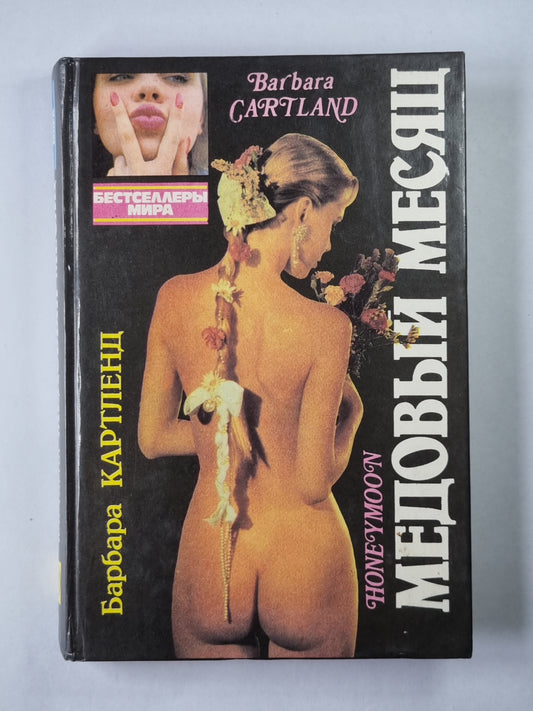 Barbara
CARTLAND
БЕСТСЕЛЛЕРЫ
МИРА
Барбара КАРТЛЕНД
HONEYMOON
МЕДОВЫЙ МЕСЯЦ